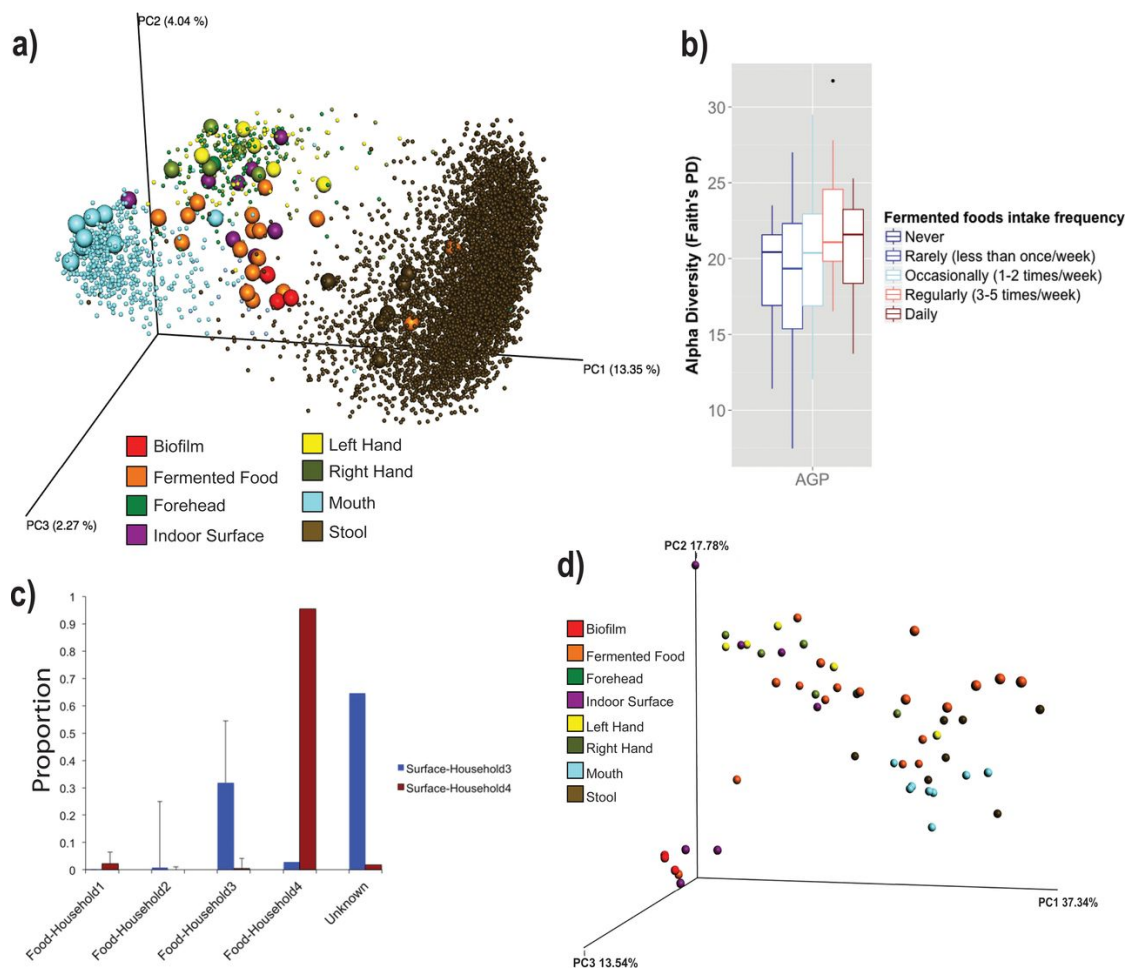 a)
PC2 (4.04 %)
PC1 (13.35 %)
PC3 (2.27 %)
Biofilm
Fermented Food
Forehead
Indoor Surface
Left Hand
Right Hand
Mouth
Stool
b)
Alpha Diversity (Faith's PD)
30
25
20
15
10
AGP
Fermented foods intake frequency
Never
Rarely (less than once/week)
Occasionally (1-2 times/week)
Regularly (3-5 times/week)
Daily
c)
Proportion
1
0.9
0.8
0.7
0.6
0.5
0.4
0.3
0.2
0.1
0
Food-Household1
Food-Household2
Food-Household3
Food-Household4
Unknown
Surface-Household3
Surface-Household4
d)
PC2 17.78%
Biofilm
Fermented Food
Forehead
Indoor Surface
Left Hand
Right Hand
Mouth
Stool
PC1 37.34%
PC3 13.54%